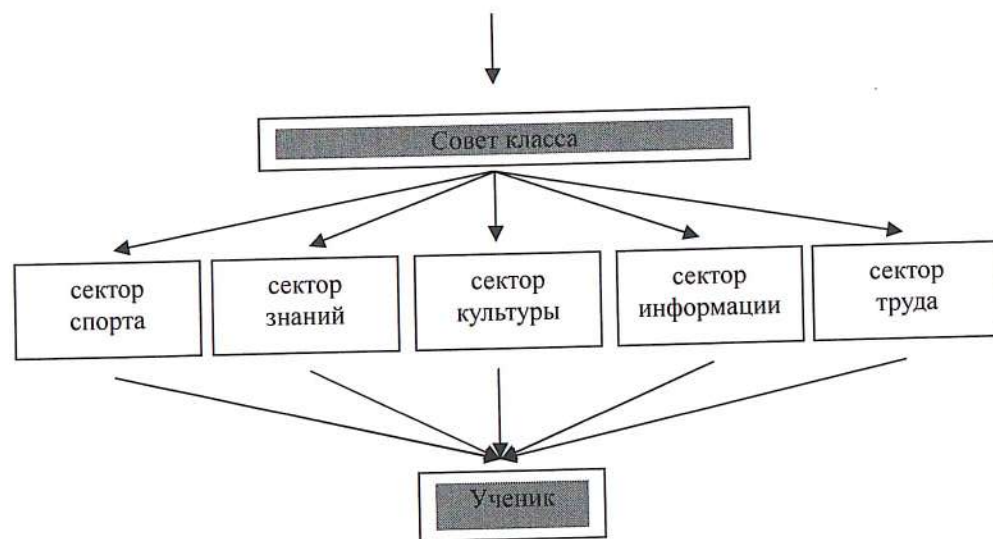 Совет класса
сектор
спорта
сектор
знаний
сектор
культуры
сектор
информации
сектор
труда
Ученик